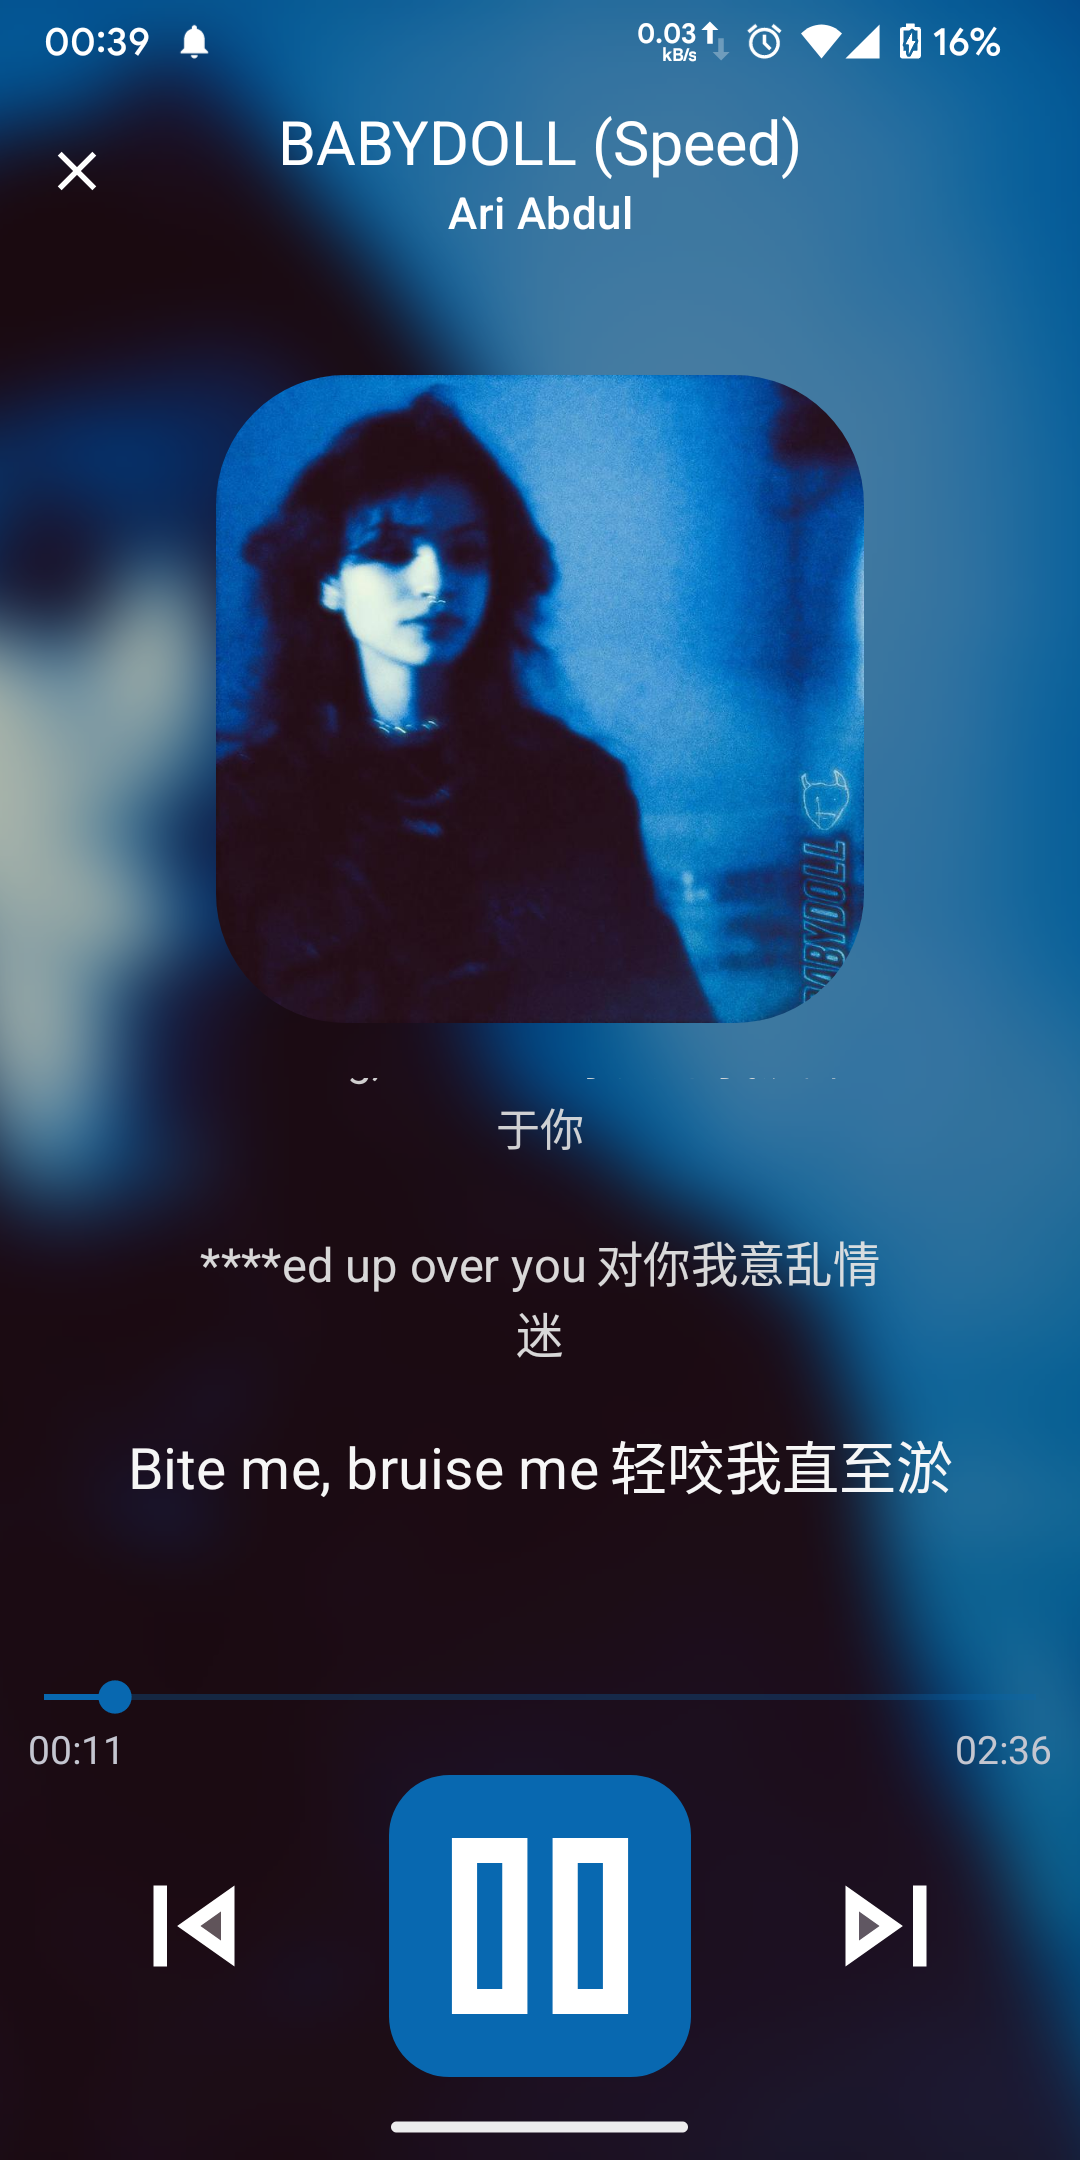 00:39
0.03
kB/s
16%
BABYDOLL (Speed)
Ari Abdul
BABYDOLL
于你
****ed up over you 对你我意乱情
迷
Bite me, bruise me 轻咬我直至淤
00:11
02:36